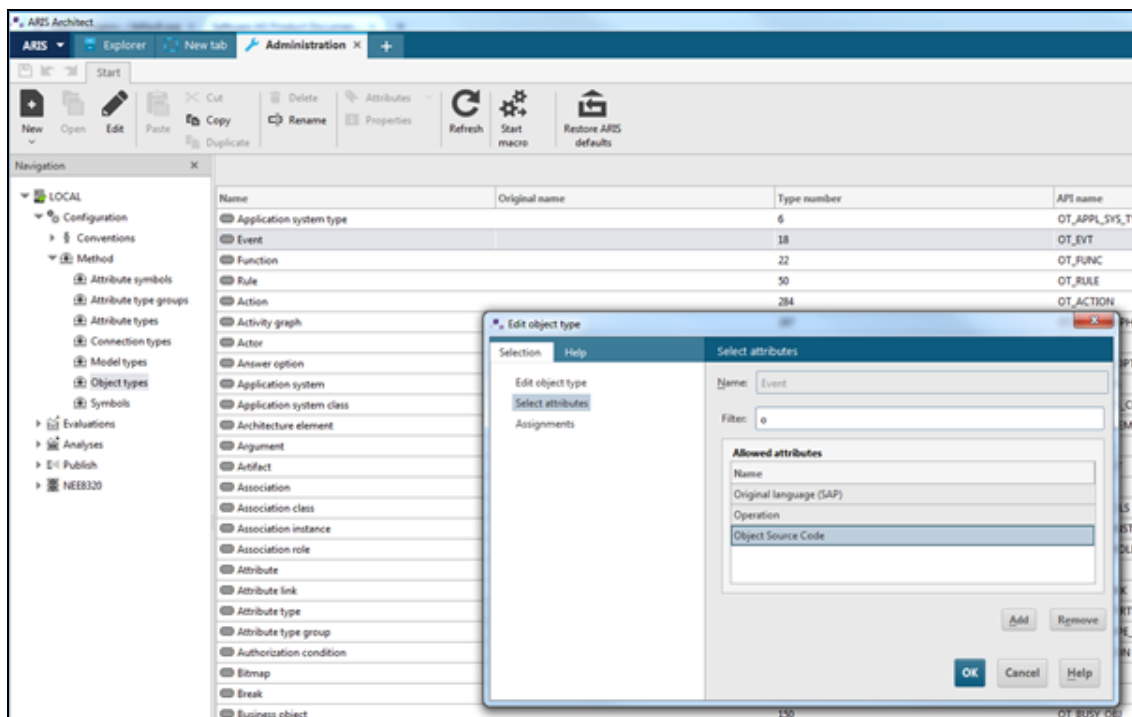 ARIS Architect
ARIS Explorer New tab Administration × +
Start
New Open Edit Paste Cut Copy Duplicate Delete Rename Attributes Properties Refresh Start macro Restore ARIS defaults
Navigation ×
LOCAL
Configuration
Conventions
Method
Attribute symbols
Attribute type groups
Attribute types
Connection types
Model types
Object types
Symbols
Evaluations
Analyses
Publish
NEE8320
Name Original name Type number API name
Application system type 6 OT_APPL_SYS_T
Event 18 OT_EVT
Function 22 OT_FUNC
Rule 50 OT_RULE
Action 284 OT_ACTION
Activity graph
Actor
Answer option
Application system
Application system class
Architecture element
Argument
Artifact
Association
Association class
Association instance
Association role
Attribute
Attribute link
Attribute type
Attribute type group
Authorization condition
Bitmap
Break
Business object 150 OT_BUSY_OBJ
Edit object type
Selection Help
Edit object type
Select attributes
Assignments
Select attributes
Name: Event
Filter: o
Allowed attributes
Name
Original language (SAP)
Operation
Object Source Code
Add Remove
OK Cancel Help